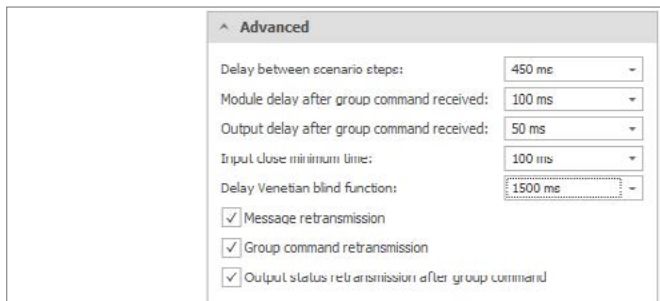 Advanced
Delay between scenario steps: 450 ms
Module delay after group command received: 100 ms
Output delay after group command received: 50 ms
Input close minimum time: 100 ms
Delay Venetian blind function: 1500 ms
Message retransmission
Group command retransmission
Output status retransmission after group command